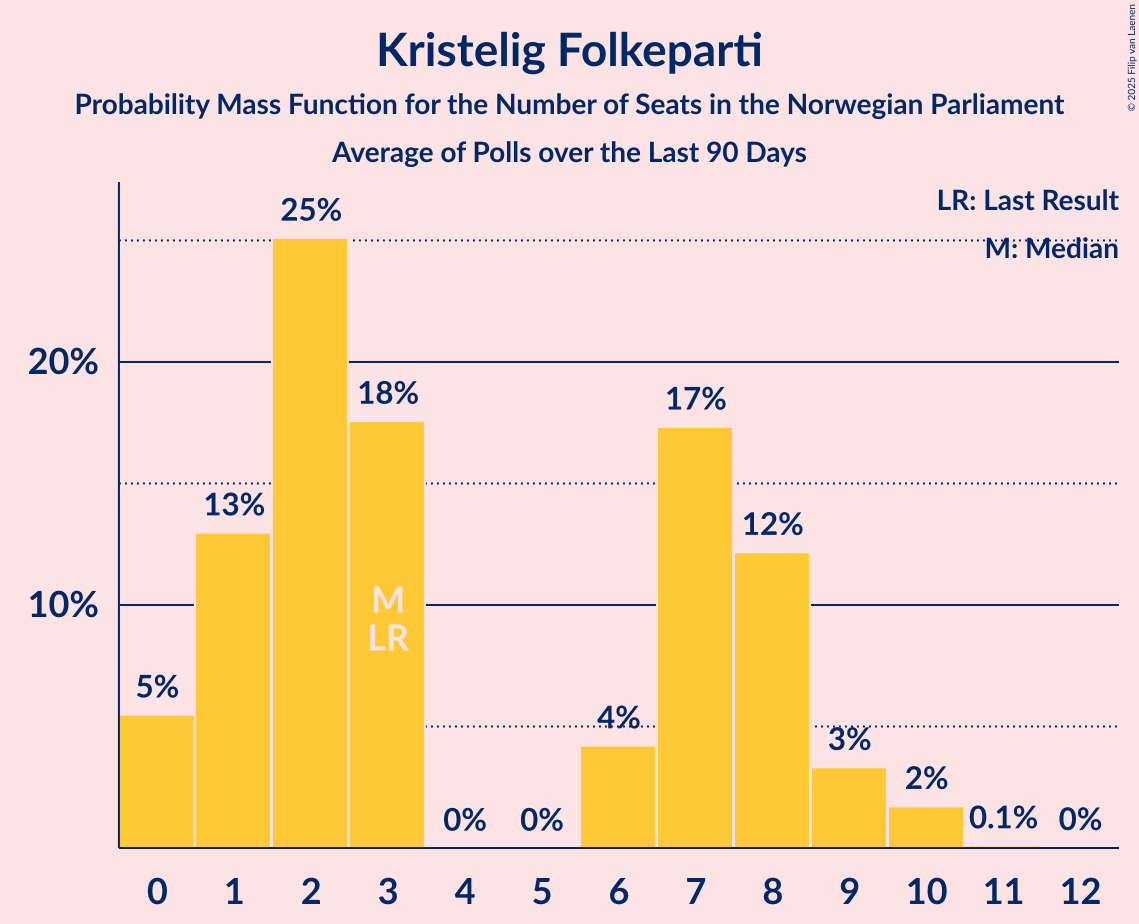 Kristelig Folkeparti
Probability Mass Function for the Number of Seats in the Norwegian Parliament
Average of Polls over the Last 90 Days
© 2025 Filip van Laenen
LR: Last Result
M: Median
25%
20%
18%
17%
13%
12%
10%
M
LR
5%
4%
3%
2%
0%
0%
0.1%
0%
0 1 2 3 4 5 6 7 8 9 10 11 12